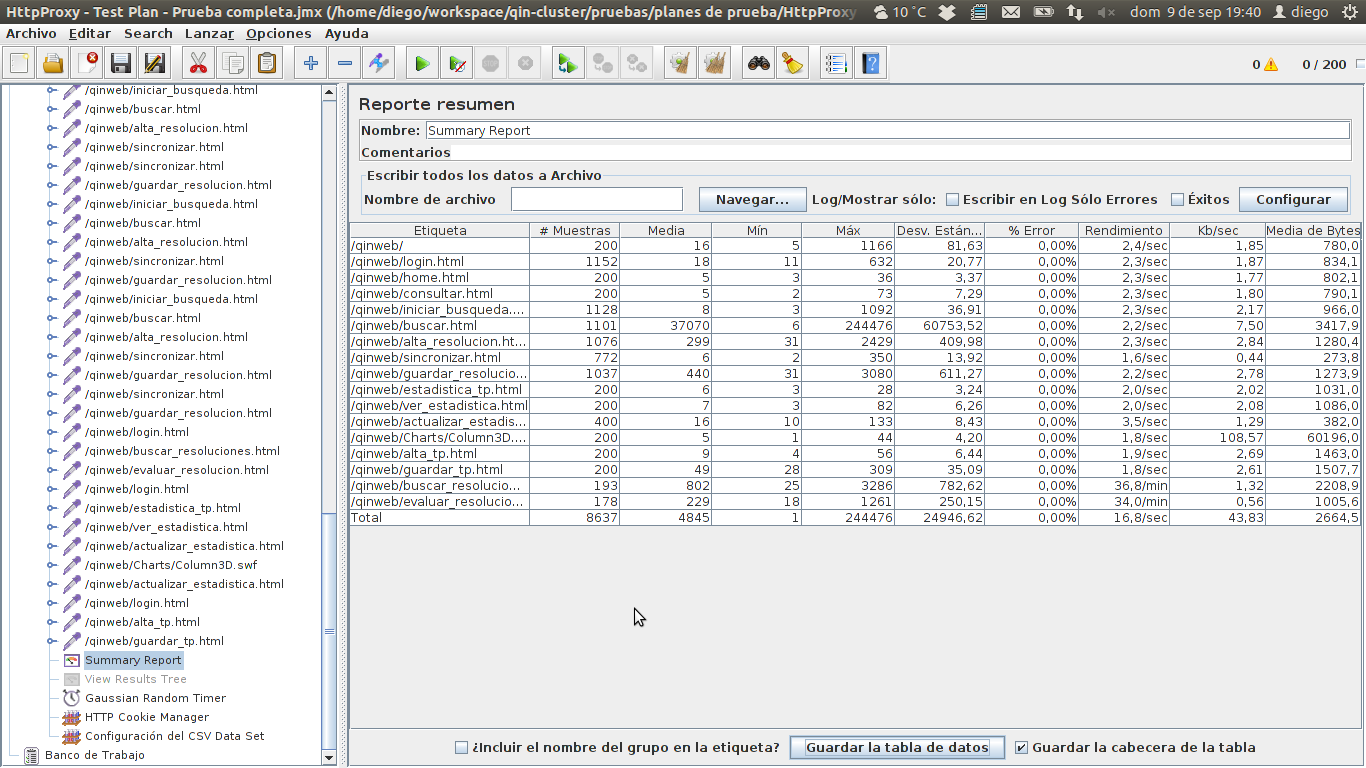 HttpProxy - Test Plan - Prueba completa.jmx (/home/diego/workspace/qin-cluster/pruebas/planes de prueba/HttpProxy 10 °C dom 9 de sep 19:40 diego
Archivo Editar Search Lanzar Opciones Ayuda
0 0 / 200
/qinweb/iniciar_busqueda.html
/qinweb/buscar.html
/qinweb/alta_resolucion.html
/qinweb/sincronizar.html
/qinweb/sincronizar.html
/qinweb/guardar_resolucion.html
/qinweb/iniciar_busqueda.html
/qinweb/buscar.html
/qinweb/alta_resolucion.html
/qinweb/sincronizar.html
/qinweb/guardar_resolucion.html
/qinweb/iniciar_busqueda.html
/qinweb/buscar.html
/qinweb/alta_resolucion.html
/qinweb/sincronizar.html
/qinweb/guardar_resolucion.html
/qinweb/sincronizar.html
/qinweb/guardar_resolucion.html
/qinweb/login.html
/qinweb/buscar_resoluciones.html
/qinweb/evaluar_resolucion.html
/qinweb/login.html
/qinweb/estadistica_tp.html
/qinweb/ver_estadistica.html
/qinweb/actualizar_estadistica.html
/qinweb/Charts/Column3D.swf
/qinweb/actualizar_estadistica.html
/qinweb/login.html
/qinweb/alta_tp.html
/qinweb/guardar_tp.html
Summary Report
View Results Tree
Gaussian Random Timer
HTTP Cookie Manager
Configuración del CSV Data Set
Banco de Trabajo
Reporte resumen
Nombre: Summary Report
Comentarios
Escribir todos los datos a Archivo
Nombre de archivo Navegar... Log/Mostrar sólo: Escribir en Log Sólo Errores Éxitos Configurar
Etiqueta # Muestras Media Mín Máx Desv. Están... % Error Rendimiento Kb/sec Media de Bytes
/qinweb/ 200 16 5 1166 81,63 0,00% 2,4/sec 1,85 780,0
/qinweb/login.html 1152 18 11 632 20,77 0,00% 2,3/sec 1,87 834,1
/qinweb/home.html 200 5 3 36 3,37 0,00% 2,3/sec 1,77 802,1
/qinweb/consultar.html 200 5 2 73 7,29 0,00% 2,3/sec 1,80 790,1
/qinweb/iniciar_busqueda.... 1128 8 3 1092 36,91 0,00% 2,3/sec 2,17 966,0
/qinweb/buscar.html 1101 37070 6 244476 60753,52 0,00% 2,2/sec 7,50 3417,9
/qinweb/alta_resolucion.ht... 1076 299 31 2429 409,98 0,00% 2,3/sec 2,84 1280,4
/qinweb/sincronizar.html 772 6 2 350 13,92 0,00% 1,6/sec 0,44 273,8
/qinweb/guardar_resolucio... 1037 440 31 3080 611,27 0,00% 2,2/sec 2,78 1273,9
/qinweb/estadistica_tp.html 200 6 3 28 3,24 0,00% 2,0/sec 2,02 1031,0
/qinweb/ver_estadistica.html 200 7 3 82 6,26 0,00% 2,0/sec 2,08 1086,0
/qinweb/actualizar_estadis... 400 16 10 133 8,43 0,00% 3,5/sec 1,29 382,0
/qinweb/Charts/Column3D.... 200 5 1 44 4,20 0,00% 1,8/sec 108,57 60196,0
/qinweb/alta_tp.html 200 9 4 56 6,44 0,00% 1,9/sec 2,69 1463,0
/qinweb/guardar_tp.html 200 49 28 309 35,09 0,00% 1,8/sec 2,61 1507,7
/qinweb/buscar_resolucio... 193 802 25 3286 782,62 0,00% 36,8/min 1,32 2208,9
/qinweb/evaluar_resolucio... 178 229 18 1261 250,15 0,00% 34,0/min 0,56 1005,6
Total 8637 4845 1 244476 24946,62 0,00% 16,8/sec 43,83 2664,5
¿Incluir el nombre del grupo en la etiqueta? Guardar la tabla de datos Guardar la cabecera de la tabla